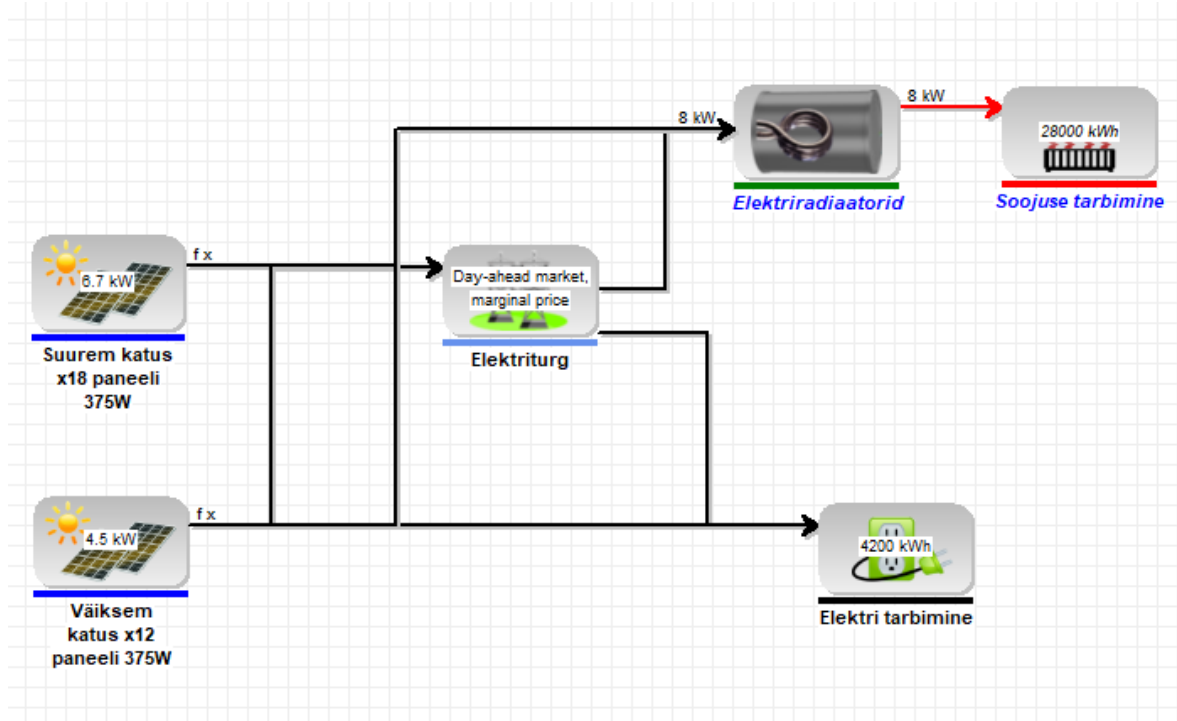 8 kW
8 kW
28000 kWh
Elektriradiaatorid
Soojuse tarbimine
f x
6.7 kW
Day-ahead market,
marginal price
Suurem katus
x18 paneeli
375W
Elektriturg
f x
4.5 kW
4200 kWh
Väiksem
katus x12
paneeli 375W
Elektri tarbimine